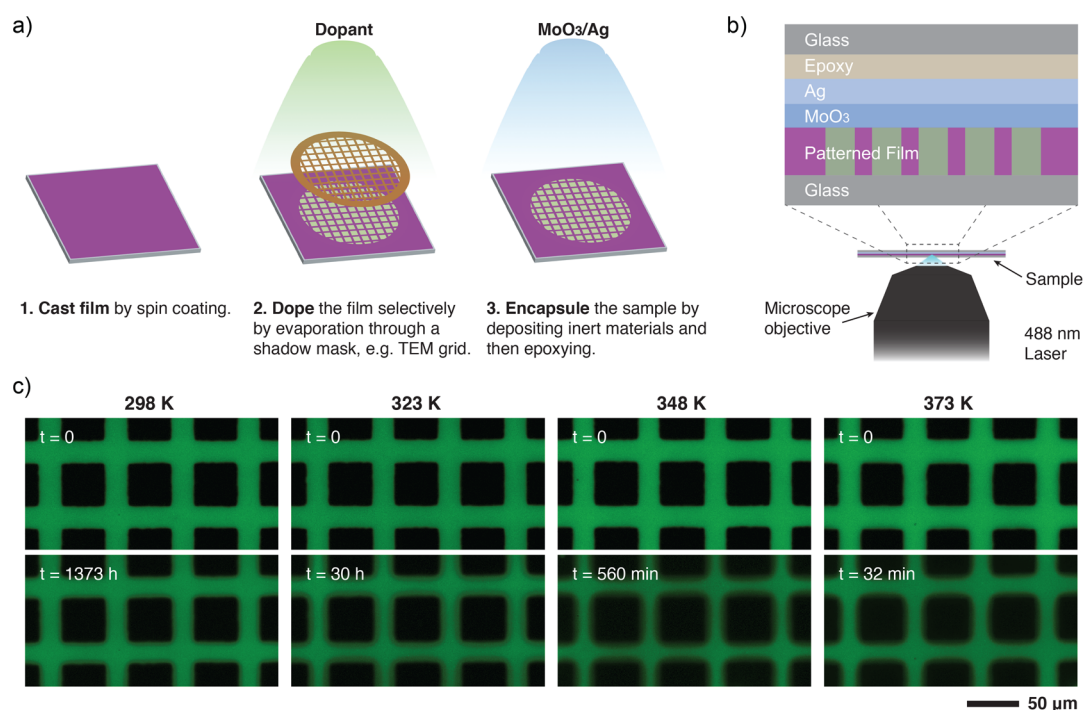 a)
Dopant
MoO3/Ag
1. Cast film by spin coating.
2. Dope the film selectively
by evaporation through a
shadow mask, e.g. TEM grid.
3. Encapsule the sample by
depositing inert materials and
then epoxying.
b)
Glass
Epoxy
Ag
MoO3
Patterned Film
Glass
Sample
Microscope
objective
488 nm
Laser
c)
298 K
323 K
348 K
373 K
t = 0
t = 0
t = 0
t = 0
t = 1373 h
t = 30 h
t = 560 min
t = 32 min
50 µm